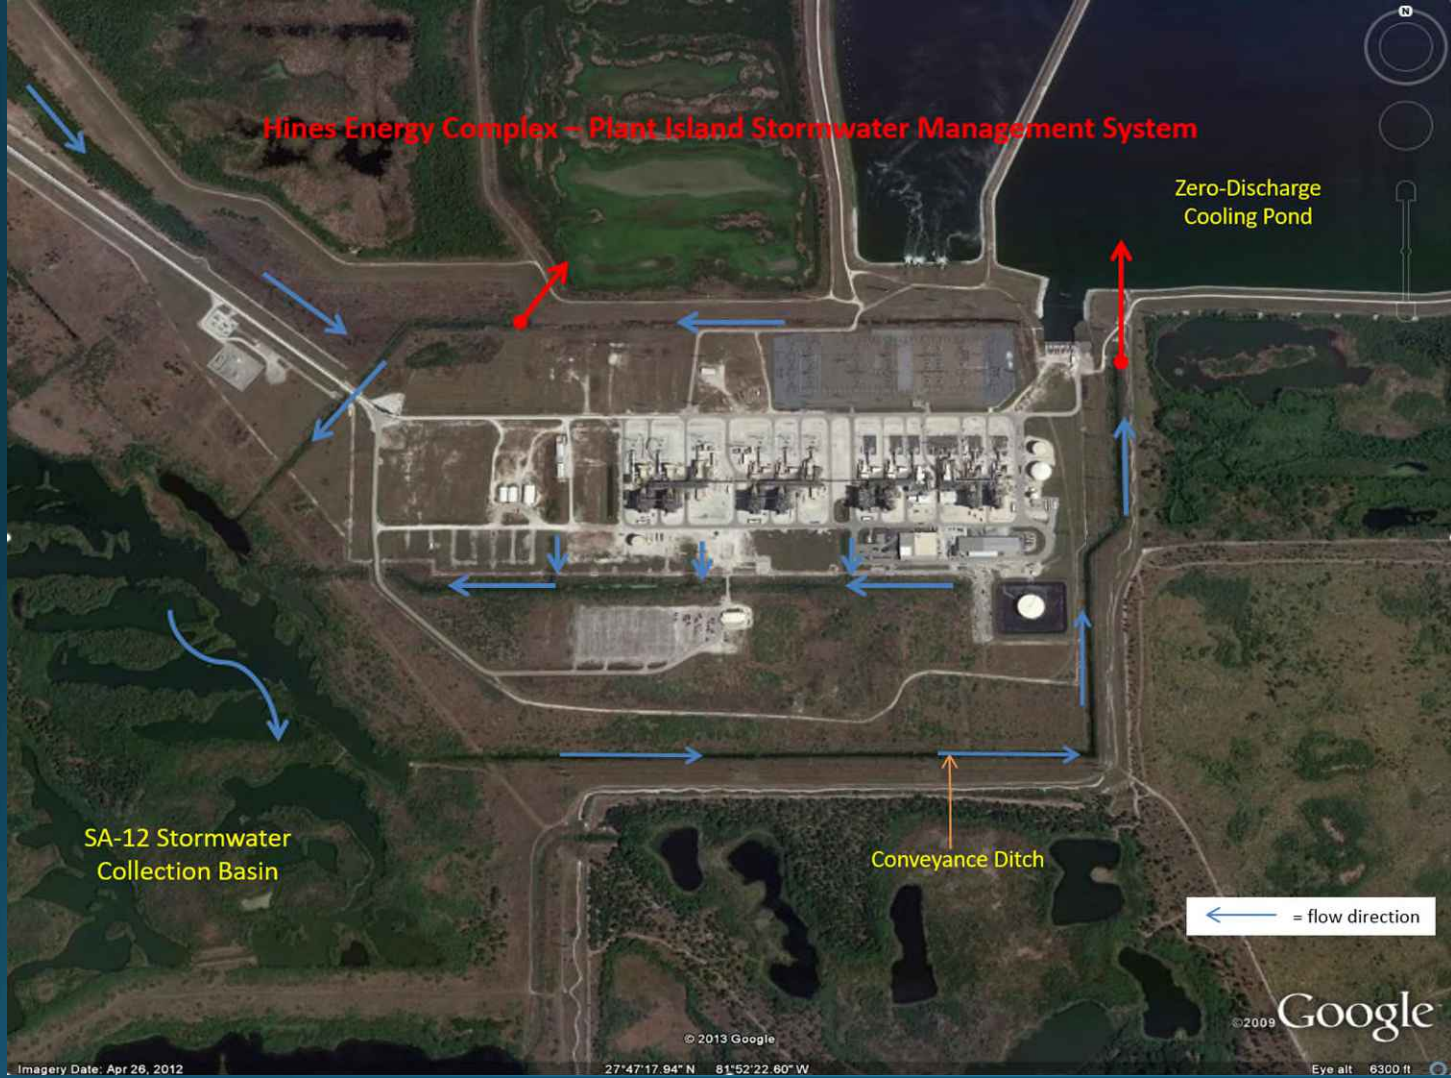 N
Hines Energy Complex – Plant Island Stormwater Management System
Zero-Discharge
Cooling Pond
SA-12 Stormwater
Collection Basin
Conveyance Ditch
= flow direction
©2009 Google
© 2013 Google
Imagery Date: Apr 26, 2012
27°47'17.94" N 81°52'22.60" W
Eye alt 6300 ft